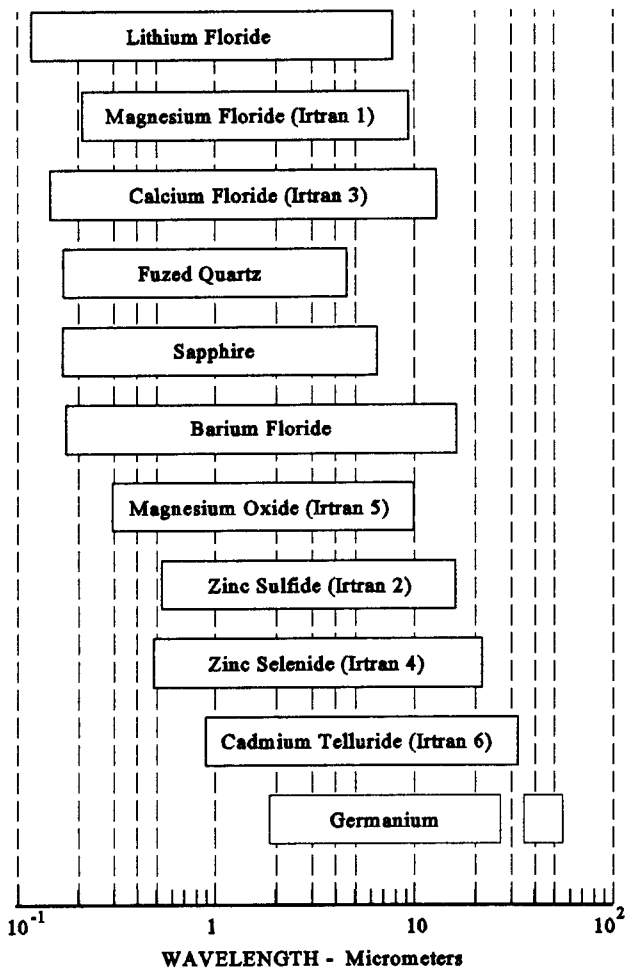 Lithium Floride
Magnesium Floride (Irtran 1)
Calcium Floride (Irtran 3)
Fuzed Quartz
Sapphire
Barium Floride
Magnesium Oxide (Irtran 5)
Zinc Sulfide (Irtran 2)
Zinc Selenide (Irtran 4)
Cadmium Telluride (Irtran 6)
Germanium
10⁻¹ 1 10 10²
WAVELENGTH - Micrometers